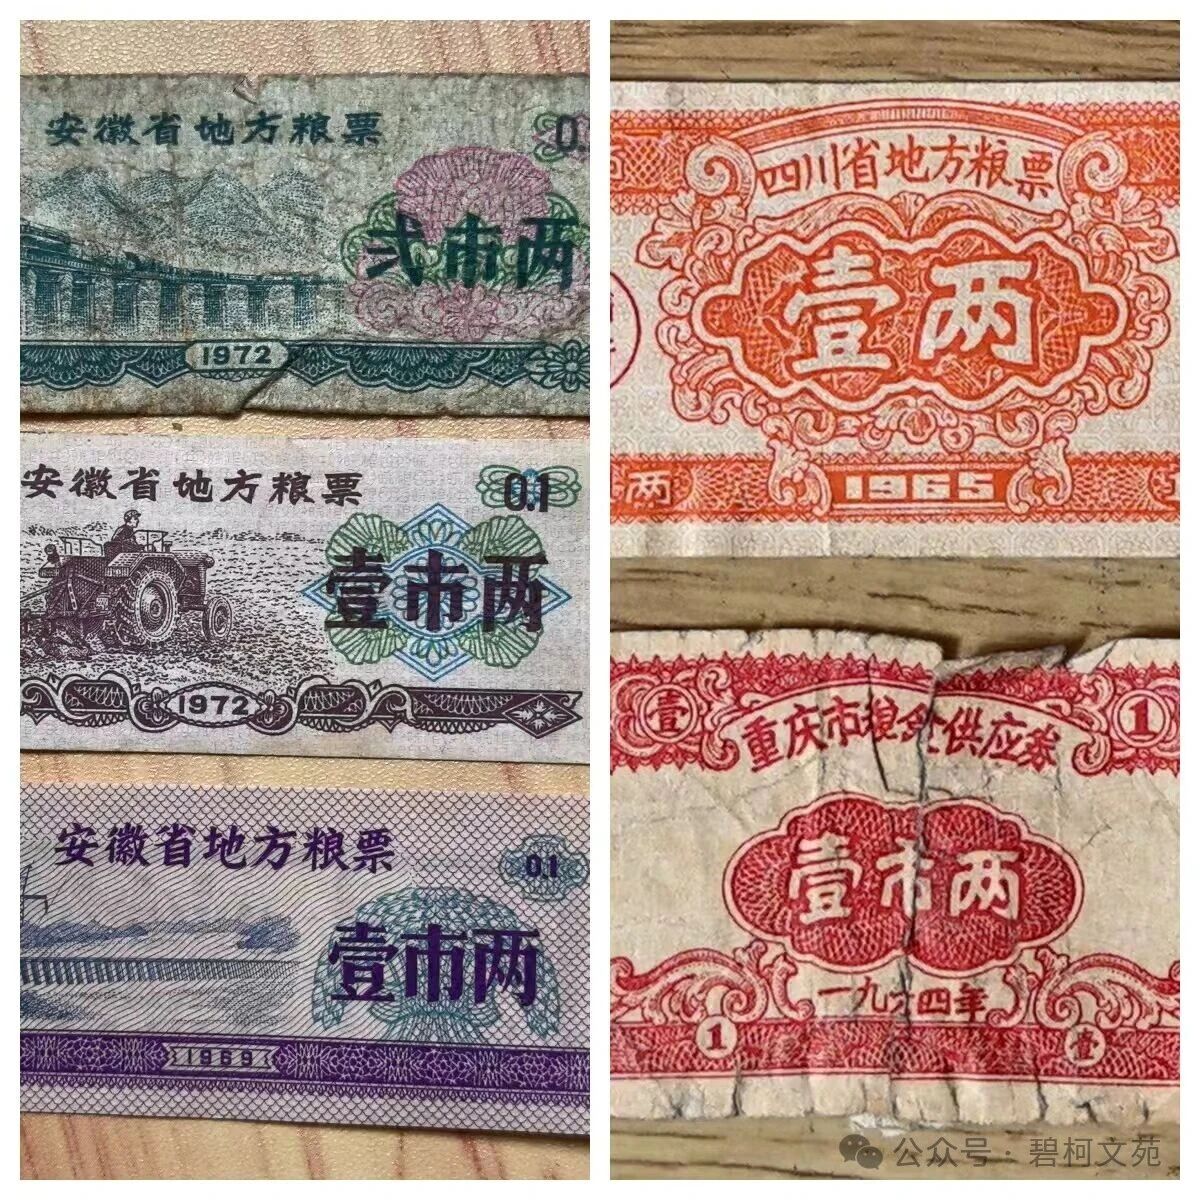 安徽省地方粮票
0.
弍市两
1972
安徽省地方粮票
0.1
壹市两
1972
安徽省地方粮票
0.1
壹市两
1969
四川省地方粮票
壹两
两
1965
壹
1
重庆市粮食供应券
壹市两
一九六四年
1
壹
公众号·碧柯文苑